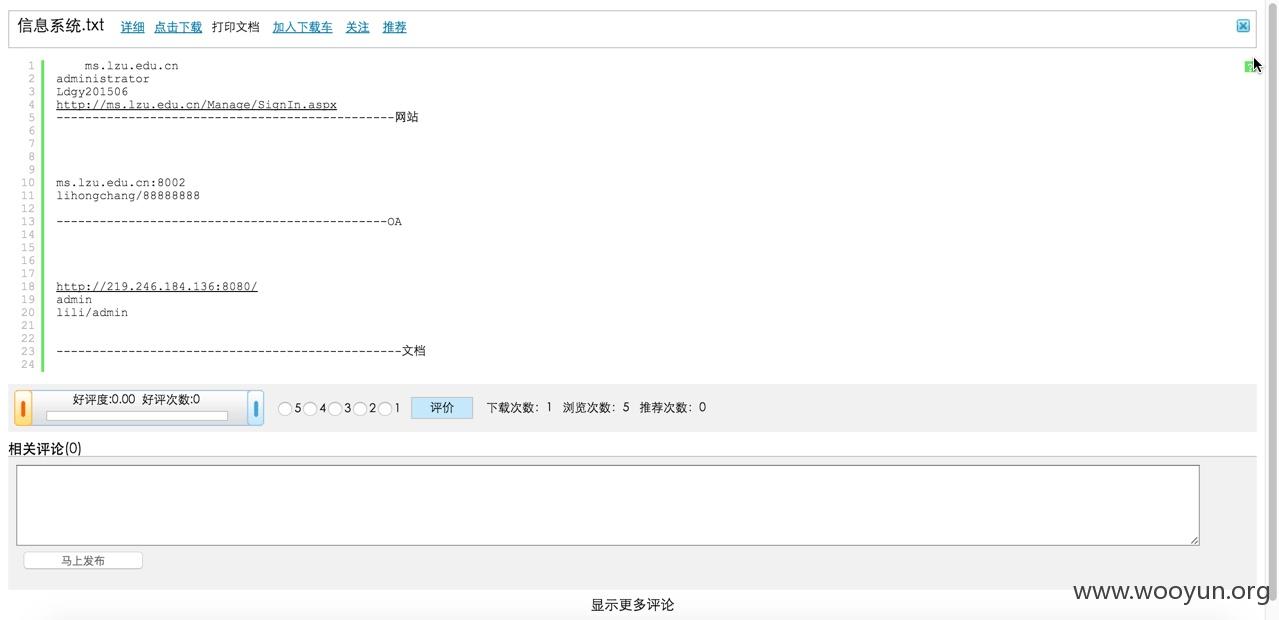 信息系统.txt 详细 点击下载 打印文档 加入下载车 关注 推荐
1 ms.lzu.edu.cn
2 administrator
3 Ldgy201506
4 http://ms.lzu.edu.cn/Manage/SignIn.aspx
5 -----------------------------------------------网站
6
7
8
9
10 ms.lzu.edu.cn:8002
11 lihongchang/88888888
12
13 ----------------------------------------------OA
14
15
16
17
18 http://219.246.184.136:8080/
19 admin
20 lili/admin
21
22
23 ------------------------------------------------文档
24
好评度:0.00 好评次数:0 5 4 3 2 1 评价 下载次数：1 浏览次数：5 推荐次数：0
相关评论(0)
马上发布
显示更多评论
www.wooyun.org